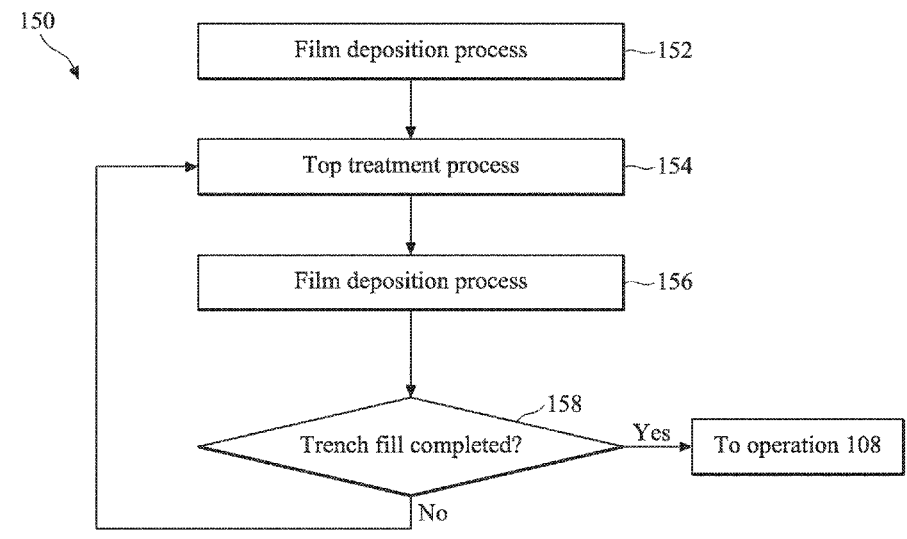 150
Film deposition process
152
Top treatment process
154
Film deposition process
156
158
Trench fill completed?
Yes
To operation 108
No